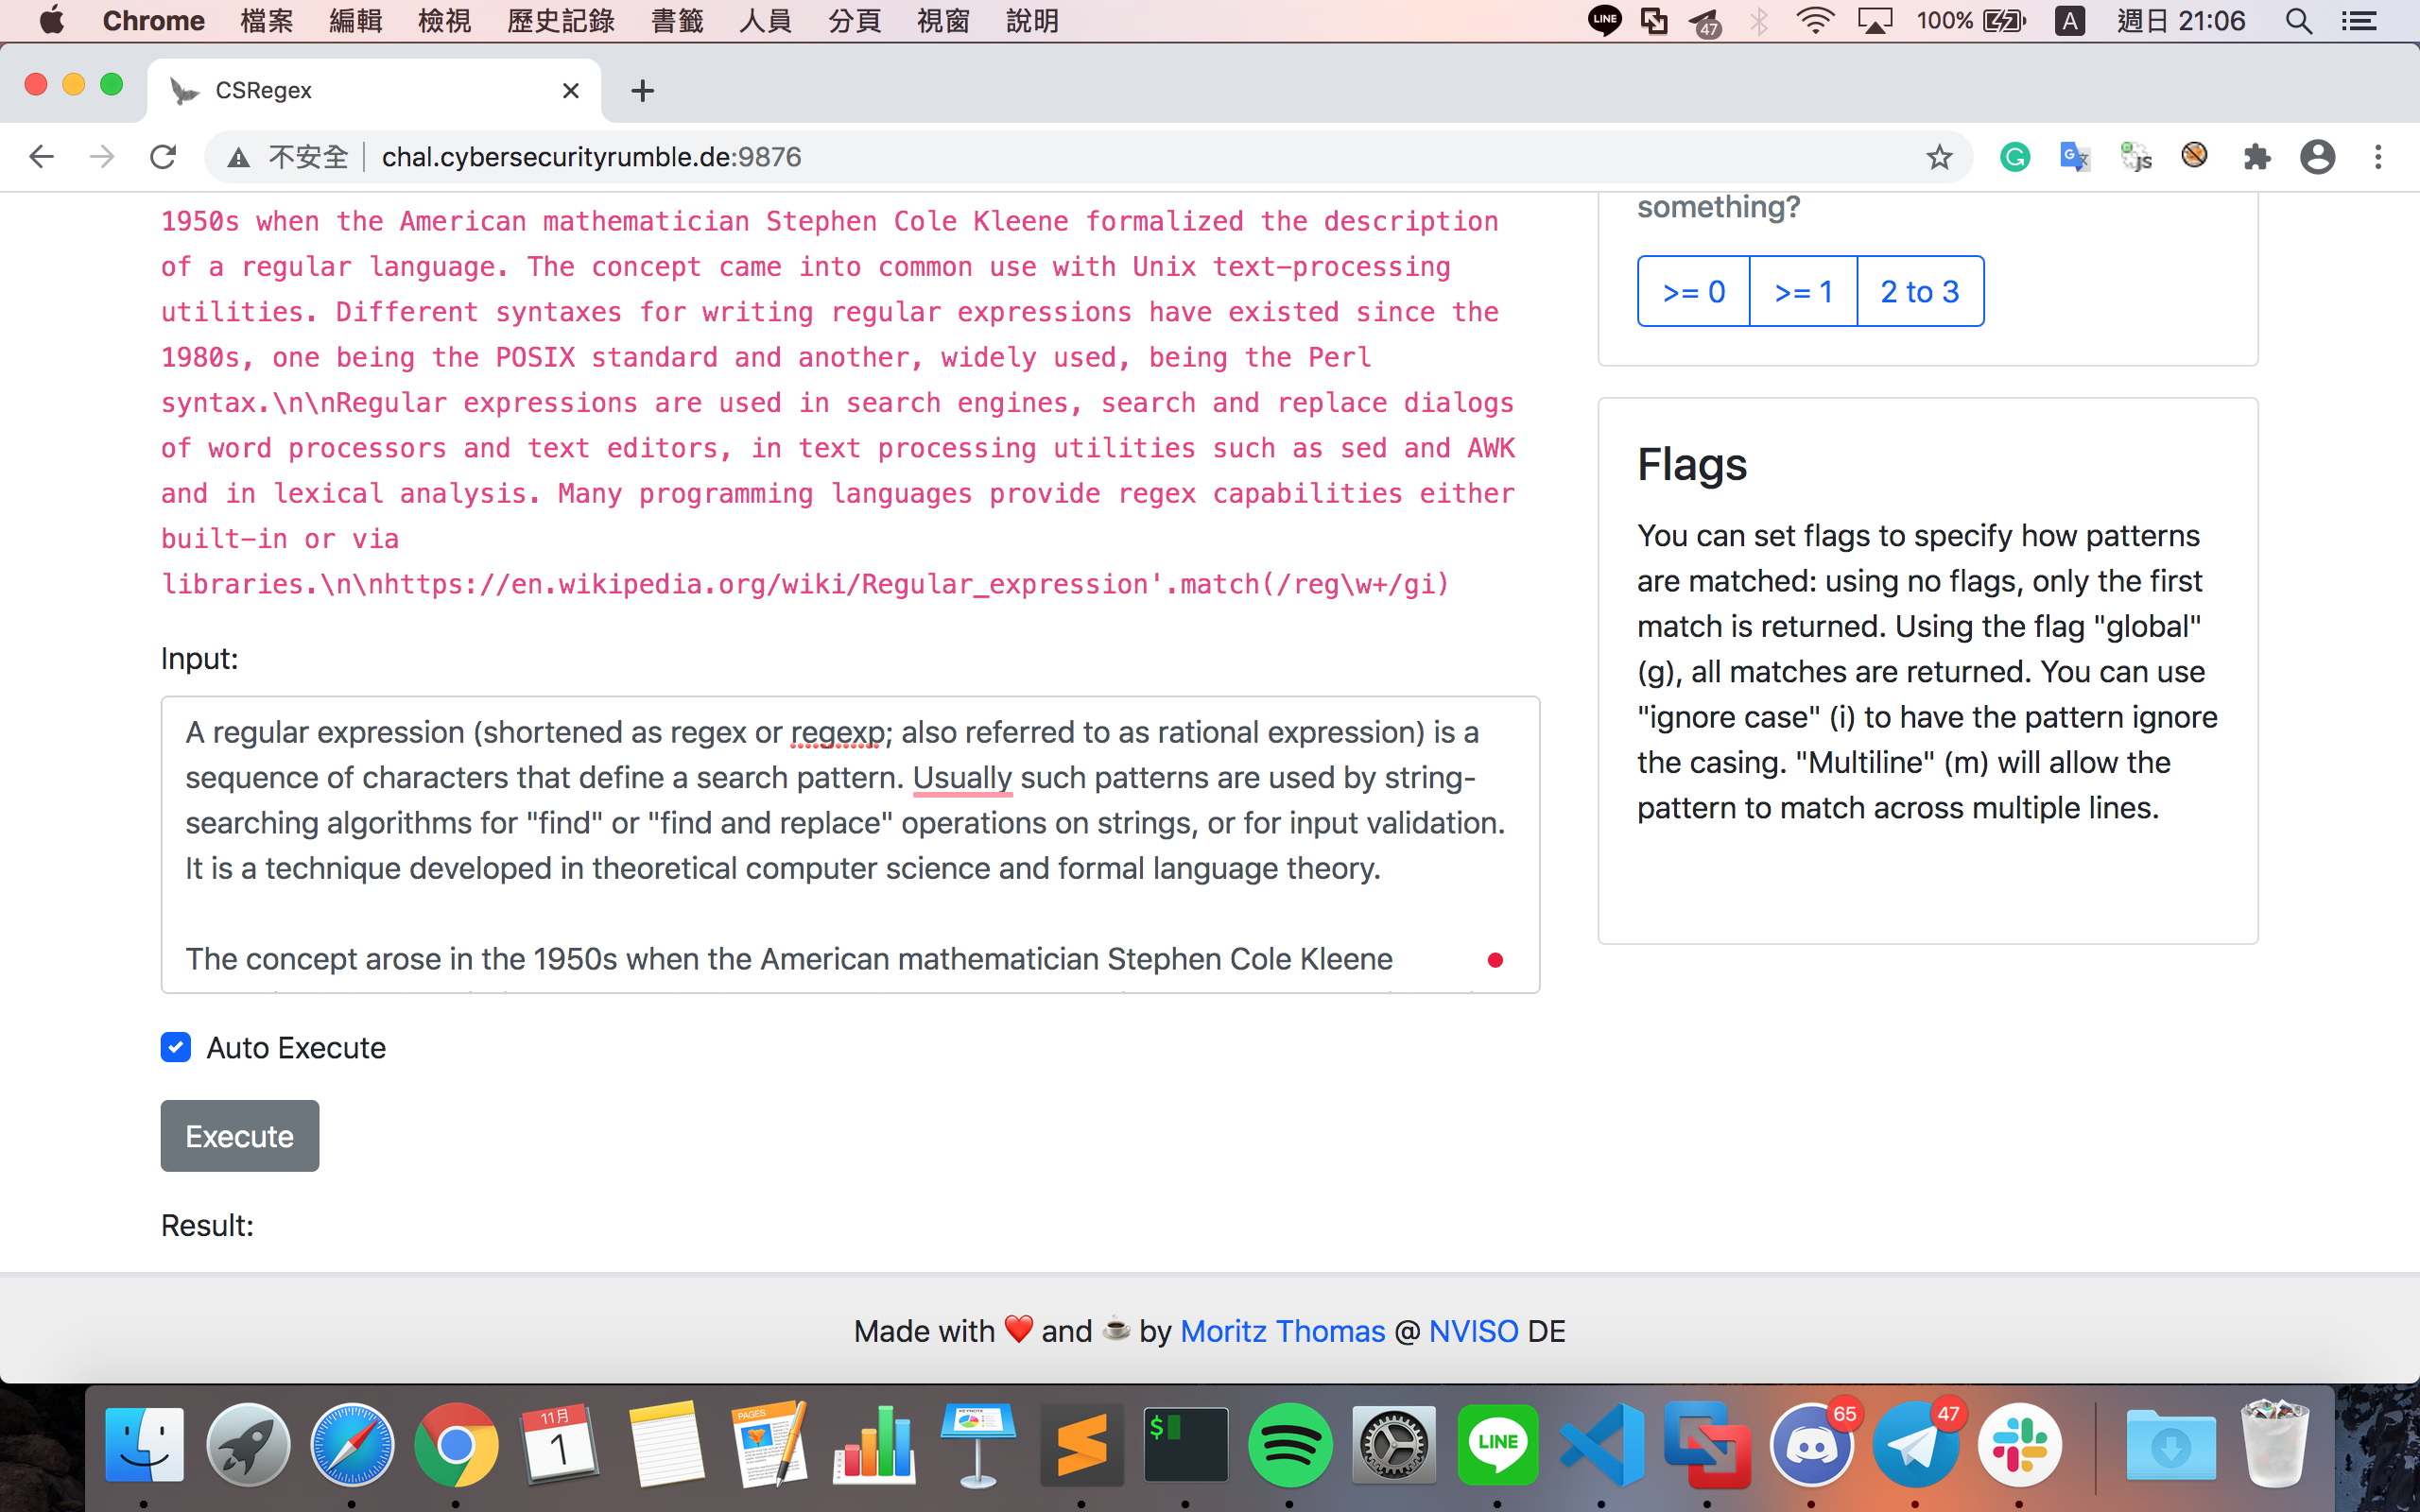 Chrome 檔案 編輯 檢視 歷史記錄 書籤 人員 分頁 視窗 說明 LINE 47 100% A 週日 21:06
CSRegex
不安全 chal.cybersecurityrumble.de:9876
1950s when the American mathematician Stephen Cole Kleene formalized the description
of a regular language. The concept came into common use with Unix text-processing
utilities. Different syntaxes for writing regular expressions have existed since the
1980s, one being the POSIX standard and another, widely used, being the Perl
syntax.\n\nRegular expressions are used in search engines, search and replace dialogs
of word processors and text editors, in text processing utilities such as sed and AWK
and in lexical analysis. Many programming languages provide regex capabilities either
built-in or via
libraries.\n\nhttps://en.wikipedia.org/wiki/Regular_expression'.match(/reg\w+/gi)
Input:
A regular expression (shortened as regex or regexp; also referred to as rational expression) is a
sequence of characters that define a search pattern. Usually such patterns are used by string-
searching algorithms for "find" or "find and replace" operations on strings, or for input validation.
It is a technique developed in theoretical computer science and formal language theory.
The concept arose in the 1950s when the American mathematician Stephen Cole Kleene
Auto Execute
Execute
Result:
something?
>= 0 >= 1 2 to 3
Flags
You can set flags to specify how patterns
are matched: using no flags, only the first
match is returned. Using the flag "global"
(g), all matches are returned. You can use
"ignore case" (i) to have the pattern ignore
the casing. "Multiline" (m) will allow the
pattern to match across multiple lines.
Made with ❤️ and ☕ by Moritz Thomas @ NVISO DE
11月
1
PAGES
KEYNOTE
$
LINE
65
47